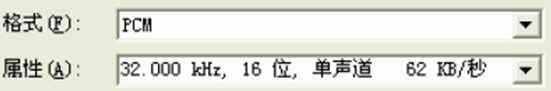 格式(F): PCM
属性(A): 32.000 kHz, 16 位, 单声道 62 KB/秒